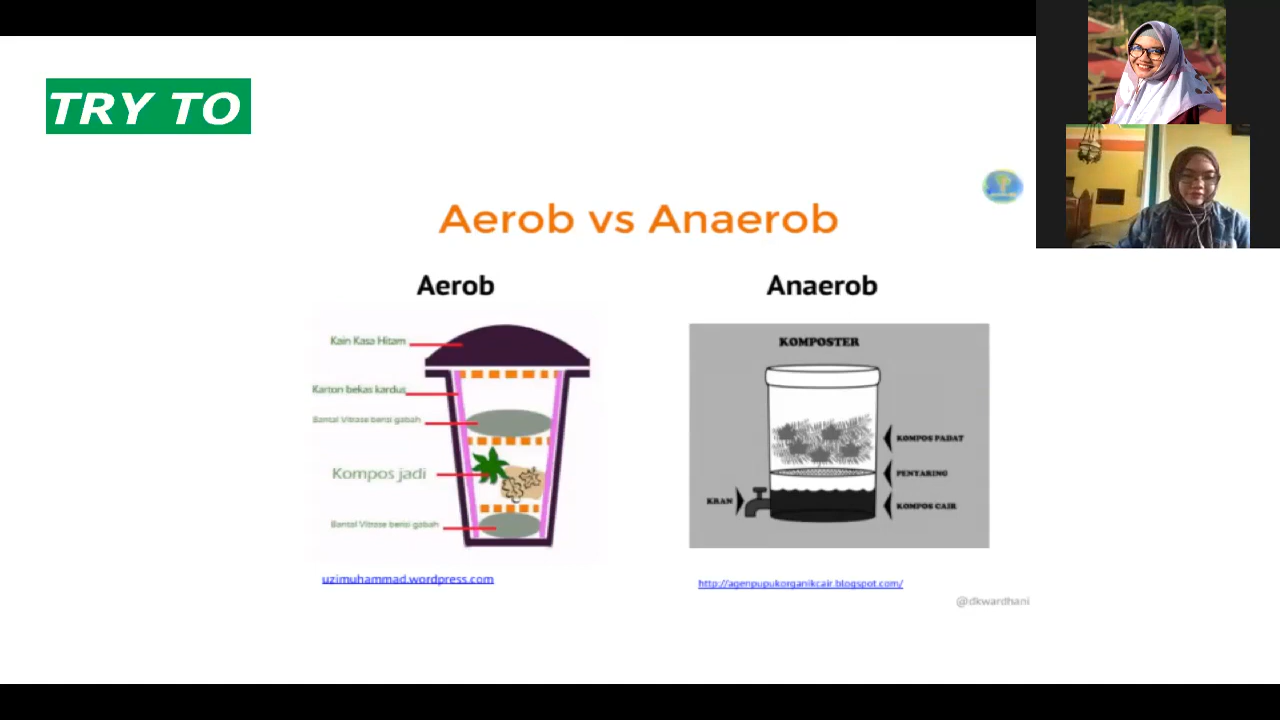 TRY TO
Aerob vs Anaerob
Aerob
Anaerob
Kain Kasa Hitam
Karton bekas kardus
Bantal Vitrase berisi gabah
Kompos jadi
Bantal Vitrase berisi gabah
uzimuhammad.wordpress.com
KOMPOSTER
KOMPOS PADAT
PENYARING
KRAN
KOMPOS CAIR
http://agenpupukorganikcair.blogspot.com/
@dkwardhani